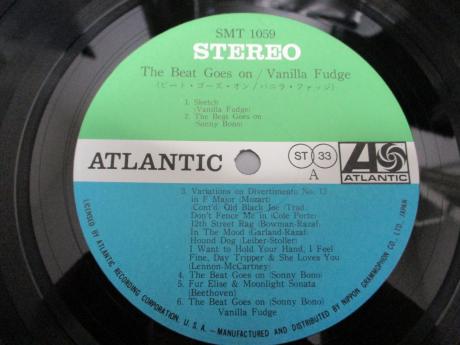 SMT 1059
STEREO
The Beat Goes on / Vanilla Fudge
(ビート・ゴーズ・オン/バニラ・ファッジ)
1. Sketch
(Vanilla Fudge)
2. The Beat Goes on
(Sonny Bono)
ATLANTIC
ST 33
A
ATLANTIC
3. Variations on Divertimento No. 13
in F Major (Mozart)
Cont'd: Old Black Joe (Trad.
Don't Fence Me in (Cole Porte
12th Street Rag (Bowman-Razaf
In The Mood (Garland-Razaf
Hound Dog (Leiber-Stoller)
I Want to Hold Your Hand, I Feel
Fine, Day Tripper & She Loves You
(Lennon-McCartney)
4. The Beat Goes on (Sonny Bono)
5. Fur Elise & Moonlight Sonata
(Beethoven)
6. The Beat Goes on (Sonny Bono)
Vanilla Fudge
LICENSED BY ATLANTIC RECORDING CORPORATION, U.S.A.—MANUFACTURED AND DISTRIBUTED BY NIPPON GRAMMOPHON CO., LTD. JAPAN